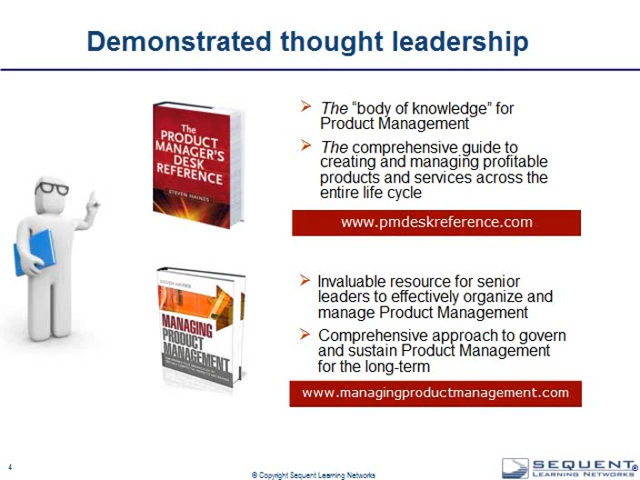 Demonstrated thought leadership
The
PRODUCT
MANAGER'S
DESK
REFERENCE
STEVEN HAINES
➢ The "body of knowledge" for
Product Management
➢ The comprehensive guide to
creating and managing profitable
products and services across the
entire life cycle
www.pmdeskreference.com
STEVEN HAINES
MANAGING
PRODUCT
MANAGEMENT
➢ Invaluable resource for senior
leaders to effectively organize and
manage Product Management
➢ Comprehensive approach to govern
and sustain Product Management
for the long-term
www.managingproductmanagement.com
4
© Copyright Sequent Learning Networks
SEQUENT®
LEARNING NETWORKS